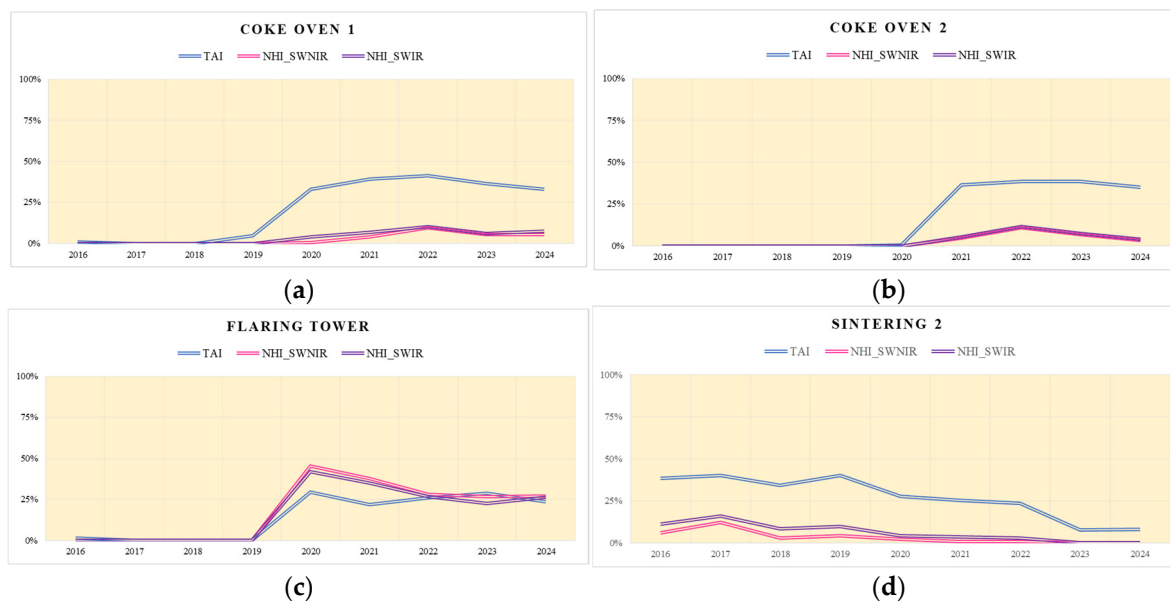 COKE OVEN 1
TAI NHI_SWNIR NHI_SWIR
100%
75%
50%
25%
0%
2016 2017 2018 2019 2020 2021 2022 2023 2024
(a)
COKE OVEN 2
TAI NHI_SWNIR NHI_SWIR
100%
75%
50%
25%
0%
2016 2017 2018 2019 2020 2021 2022 2023 2024
(b)
FLARING TOWER
TAI NHI_SWNIR NHI_SWIR
100%
75%
50%
25%
0%
2016 2017 2018 2019 2020 2021 2022 2023 2024
(c)
SINTERING 2
TAI NHI_SWNIR NHI_SWIR
100%
75%
50%
25%
0%
2016 2017 2018 2019 2020 2021 2022 2023 2024
(d)